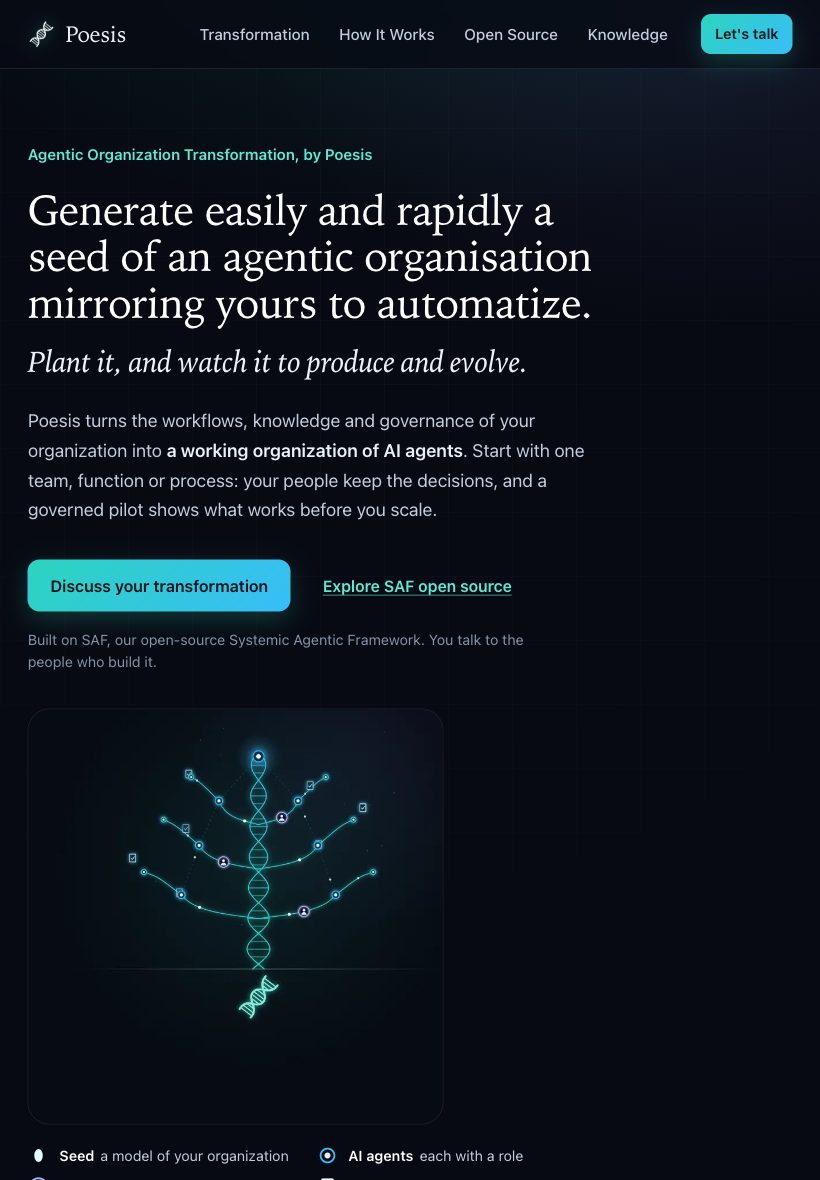 Poesis
Transformation
How It Works
Open Source
Knowledge
Let's talk
Agentic Organization Transformation, by Poesis
Generate easily and rapidly a
seed of an agentic organisation
mirroring yours to automatize.
Plant it, and watch it to produce and evolve.
Poesis turns the workflows, knowledge and governance of your
organization into a working organization of AI agents. Start with one
team, function or process: your people keep the decisions, and a
governed pilot shows what works before you scale.
Discuss your transformation
Explore SAF open source
Built on SAF, our open-source Systemic Agentic Framework. You talk to the
people who build it.
Seed a model of your organization
AI agents each with a role